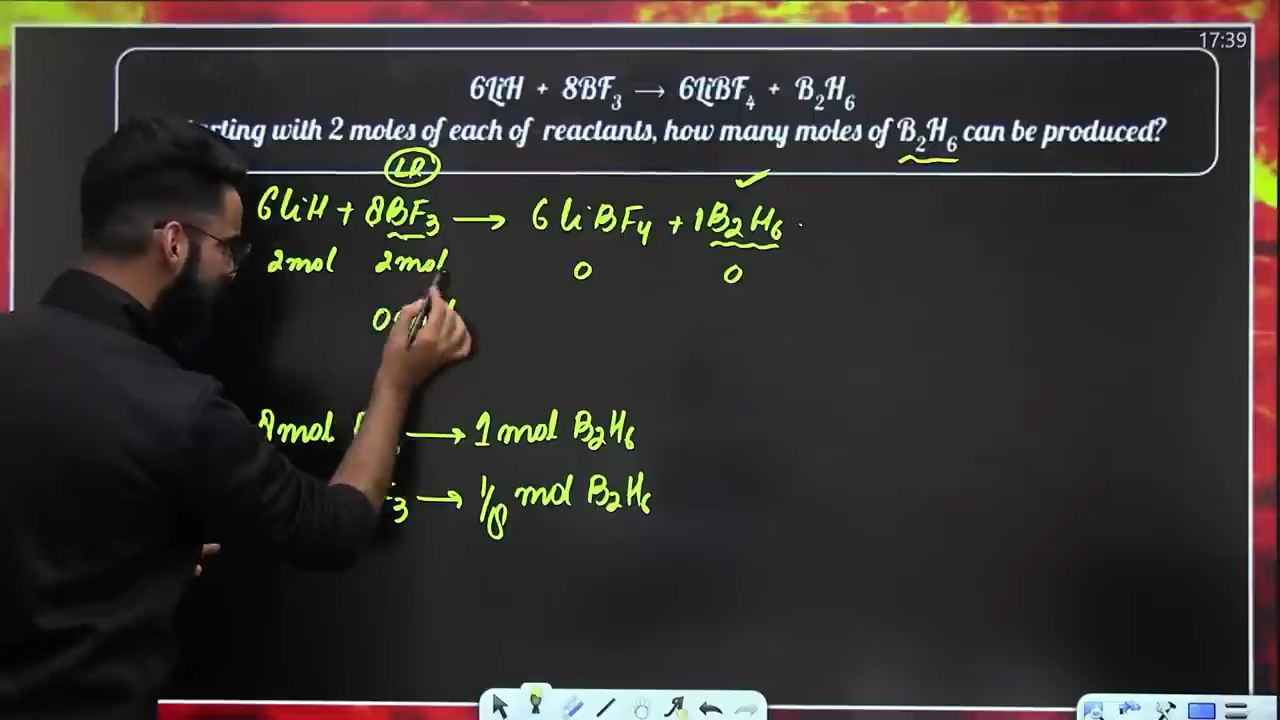 17:39
6LiH + 8BF₃ → 6LiBF₄ + B₂H₆
with 2 moles of each of reactants, how many moles of B₂H₆ can be produced?
LR
6LiH + 8BF₃ → 6LiBF₄ + 1B₂H₆
2mol 2mol 0 0
mol → 1 mol B₂H₆
→ 1/8 mol B₂H₆